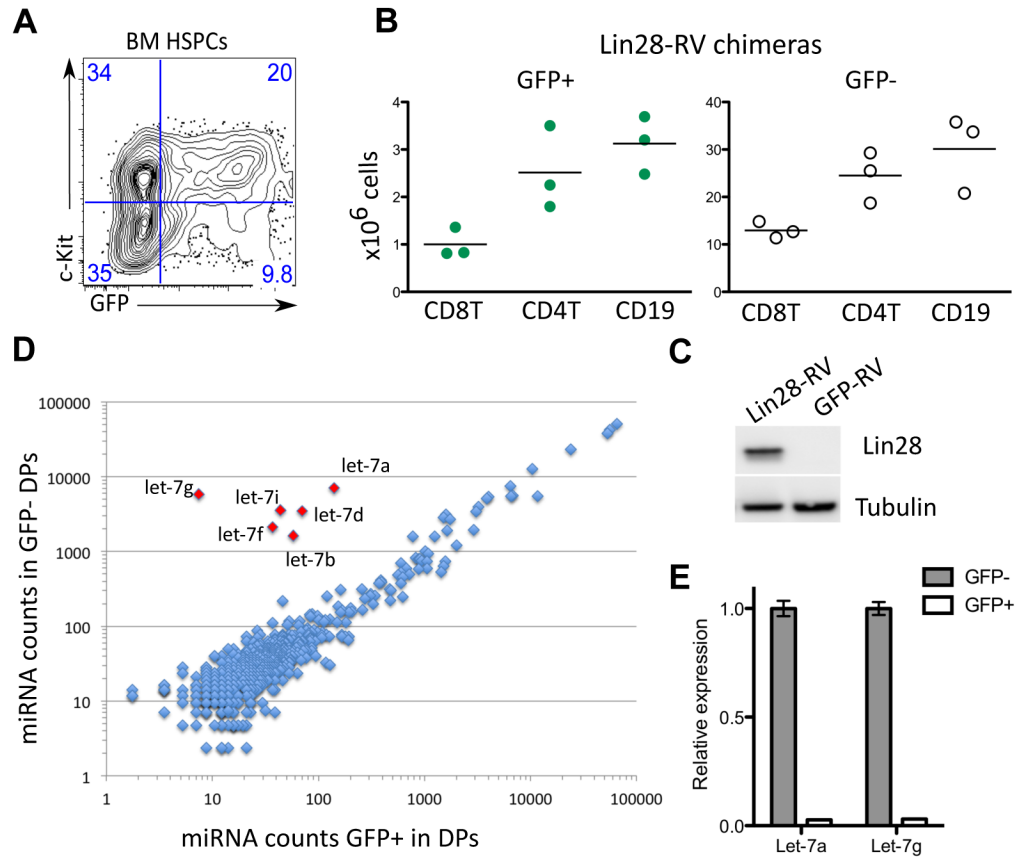 A
BM HSPCs
34
20
35
9.8
c-Kit
GFP
B
Lin28-RV chimeras
GFP+
GFP-
x10^6 cells
4
3
2
1
0
CD8T
CD4T
CD19
40
30
20
10
0
CD8T
CD4T
CD19
C
Lin28-RV
GFP-RV
Lin28
Tubulin
D
miRNA counts in GFP- DPs
100000
10000
1000
100
10
1
let-7g
let-7a
let-7i
let-7d
let-7f
let-7b
1
10
100
1000
10000
100000
miRNA counts GFP+ in DPs
E
GFP-
GFP+
Relative expression
1.0
0.5
0.0
Let-7a
Let-7g